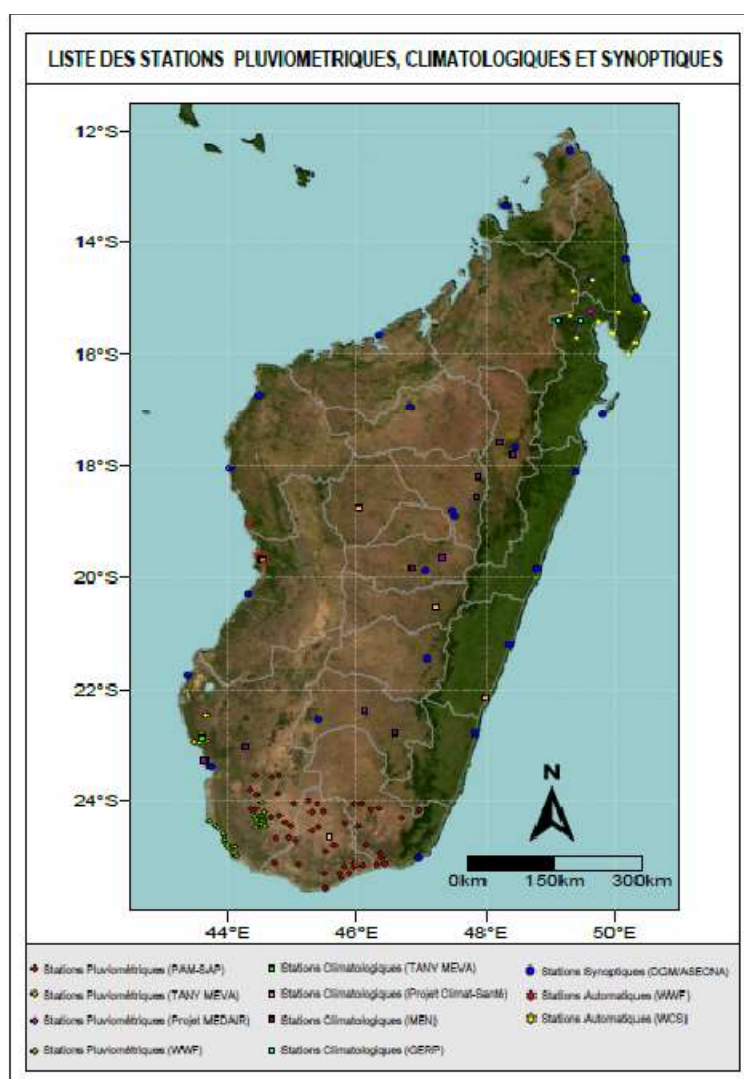 LISTE DES STATIONS PLUVIOMETRIQUES, CLIMATOLOGIQUES ET SYNOPTIQUES
12°S
14°S
16°S
18°S
20°S
22°S
24°S
N
0km 150km 300km
44°E 46°E 48°E 50°E
Stations Pluviométriques (PAM-SAP)
Stations Pluviométriques (TANY MEVA)
Stations Pluviométriques (Projet MEDAIR)
Stations Pluviométriques (WWF)
Stations Climatologiques (TANY MEVA)
Stations Climatologiques (Projet Climat-Santé)
Stations Climatologiques (MEN)
Stations Climatologiques (GERP)
Stations Synoptiques (DGM/ASECNA)
Stations Automatiques (WWF)
Stations Automatiques (WCS)